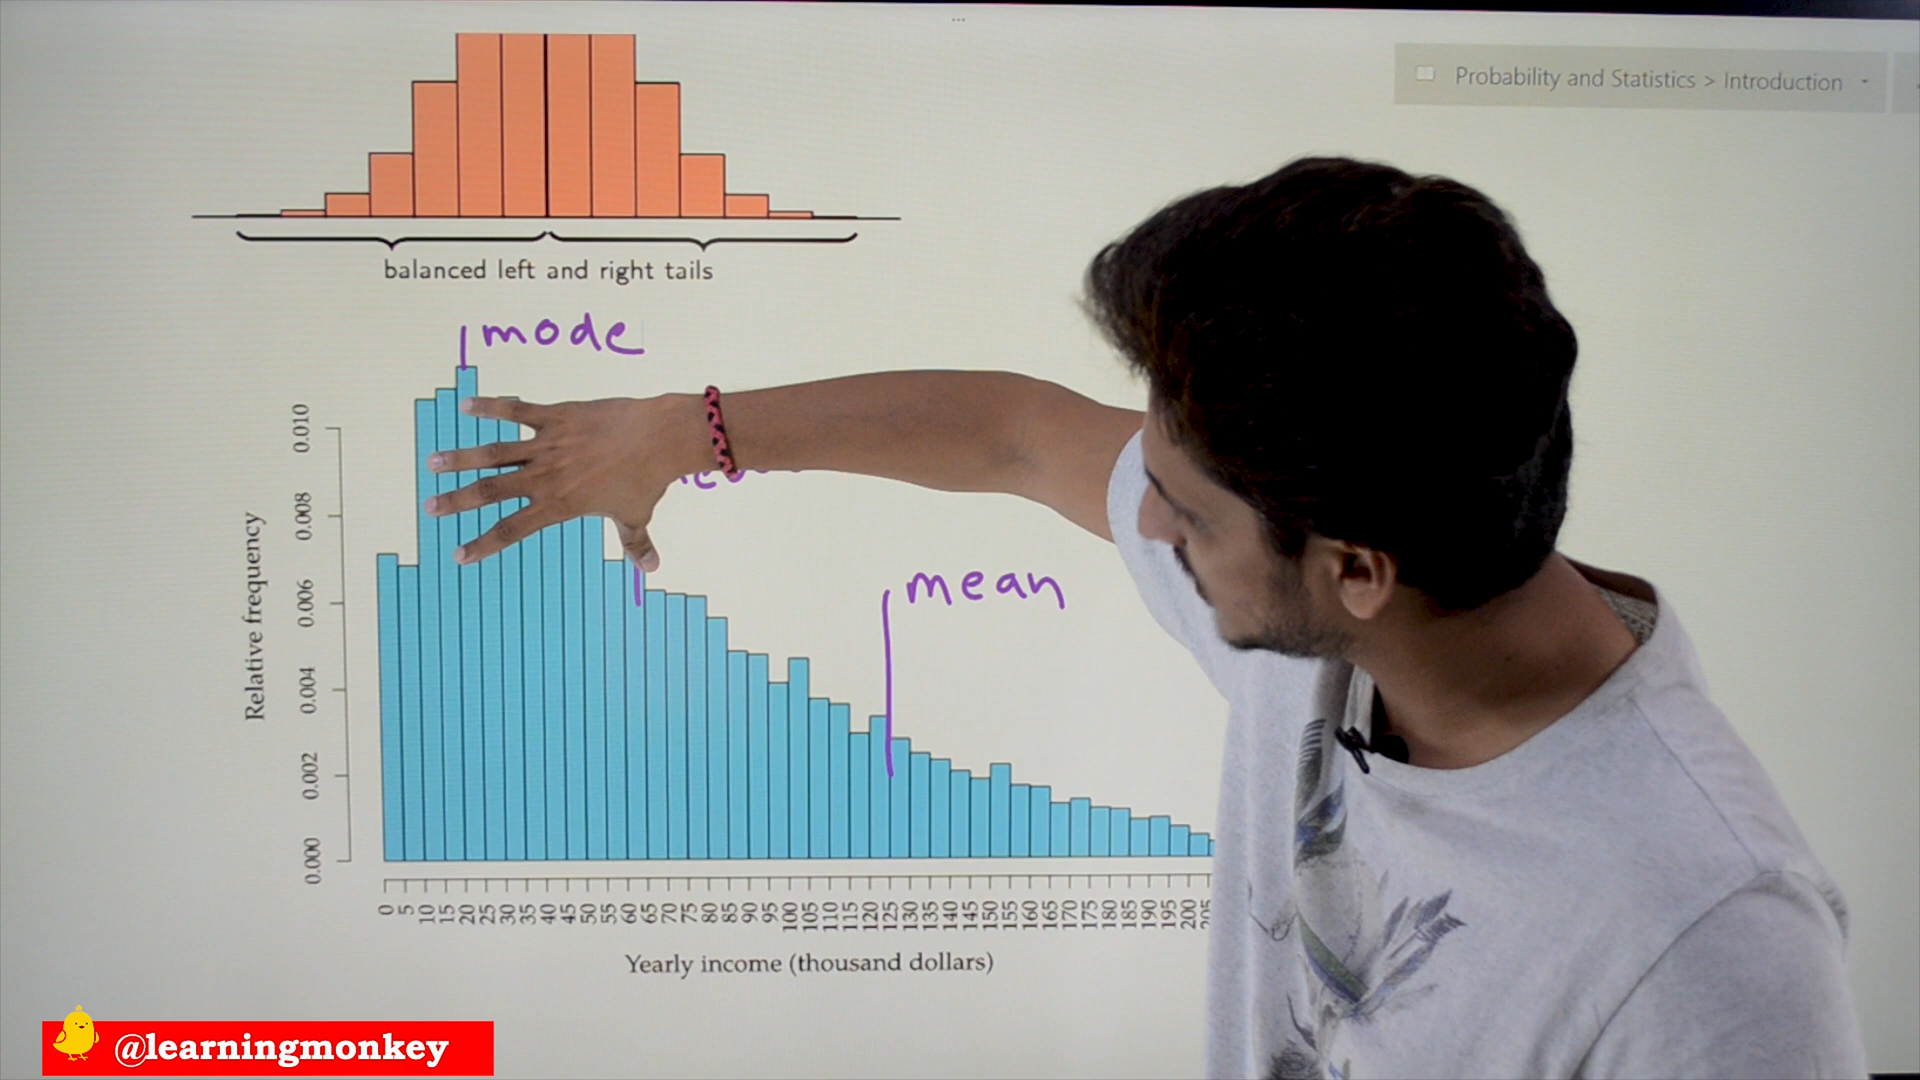 Probability and Statistics > Introduction
balanced left and right tails
mode
mean
Relative frequency
0.010
0.008
0.006
0.004
0.002
0.000
0 5 10 15 20 25 30 35 40 45 50 55 60 65 70 75 80 85 90 95 100 105 110 115 120 125 130 135 140 145 150 155 160 165 170 175 180 185 190 195 200 205
Yearly income (thousand dollars)
@learningmonkey